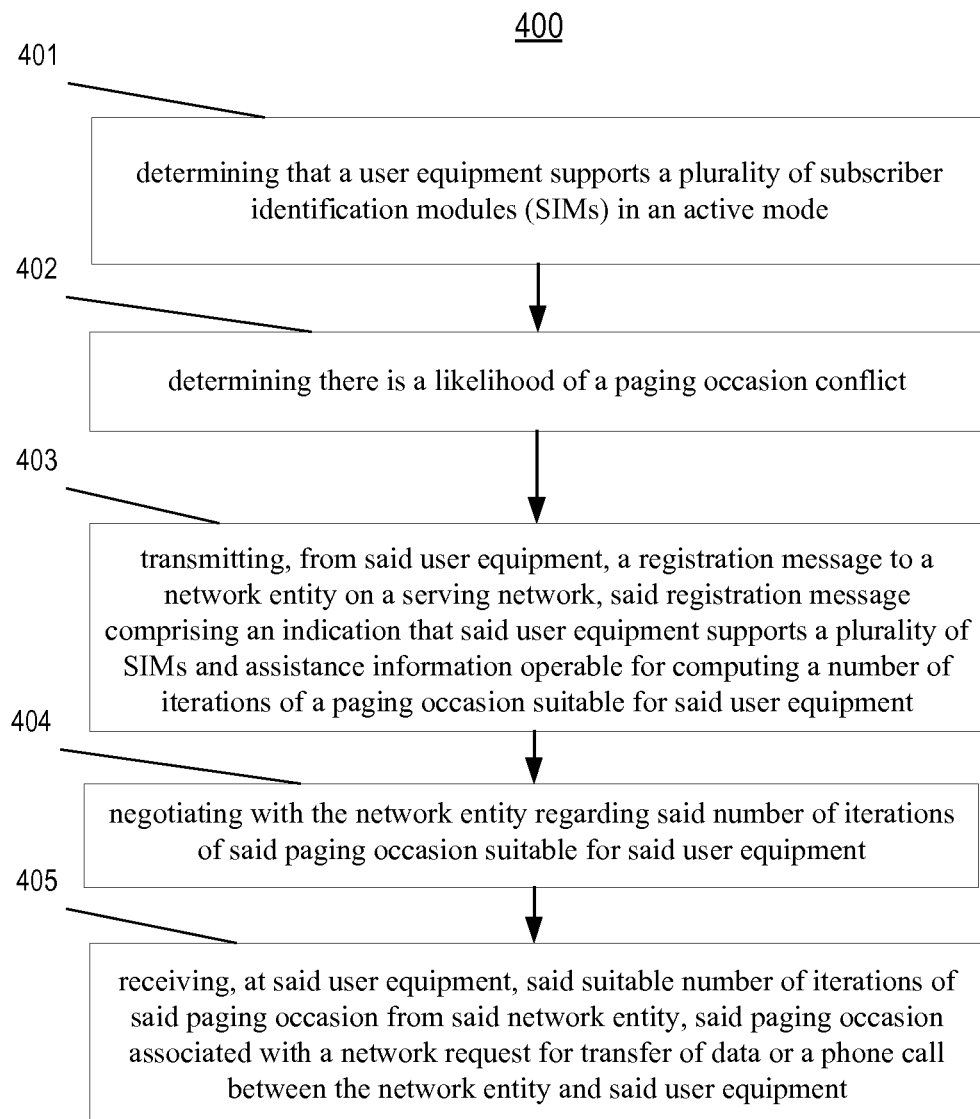 400
401
determining that a user equipment supports a plurality of subscriber
identification modules (SIMs) in an active mode
402
determining there is a likelihood of a paging occasion conflict
403
transmitting, from said user equipment, a registration message to a
network entity on a serving network, said registration message
comprising an indication that said user equipment supports a plurality of
SIMs and assistance information operable for computing a number of
iterations of a paging occasion suitable for said user equipment
404
negotiating with the network entity regarding said number of iterations
of said paging occasion suitable for said user equipment
405
receiving, at said user equipment, said suitable number of iterations of
said paging occasion from said network entity, said paging occasion
associated with a network request for transfer of data or a phone call
between the network entity and said user equipment